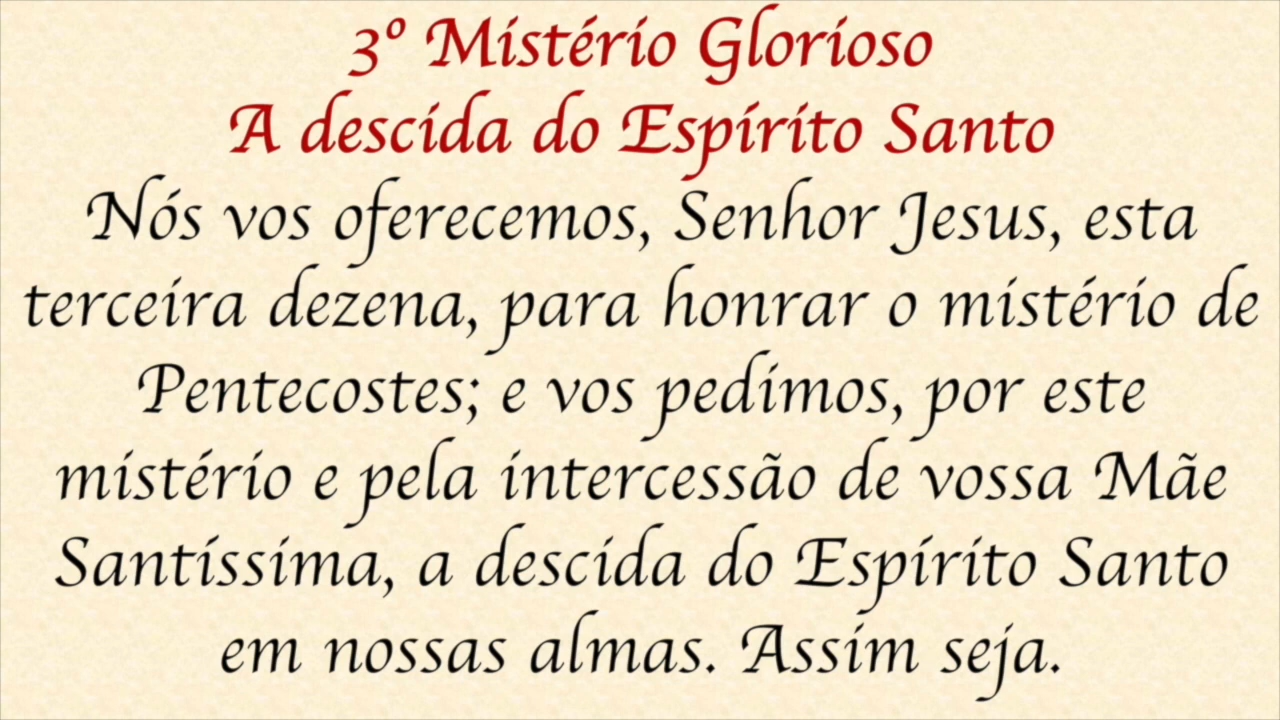 3º Mistério Glorioso
A descida do Espírito Santo
Nós vos oferecemos, Senhor Jesus, esta
terceira dezena, para honrar o mistério de
Pentecostes; e vos pedimos, por este
mistério e pela intercessão de vossa Mãe
Santíssima, a descida do Espírito Santo
em nossas almas. Assim seja.